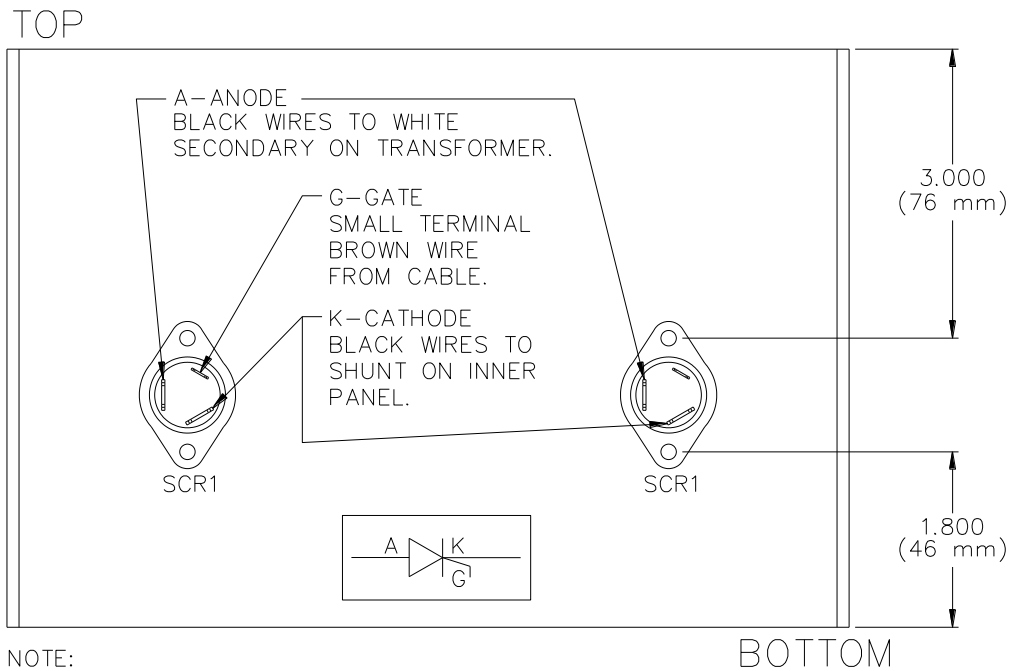 TOP
A-ANODE
BLACK WIRES TO WHITE
SECONDARY ON TRANSFORMER.
G-GATE
SMALL TERMINAL
BROWN WIRE
FROM CABLE.
K-CATHODE
BLACK WIRES TO
SHUNT ON INNER
PANEL.
3.000
(76 mm)
SCR1
SCR1
1.800
(46 mm)
A
K
G
NOTE:
BOTTOM